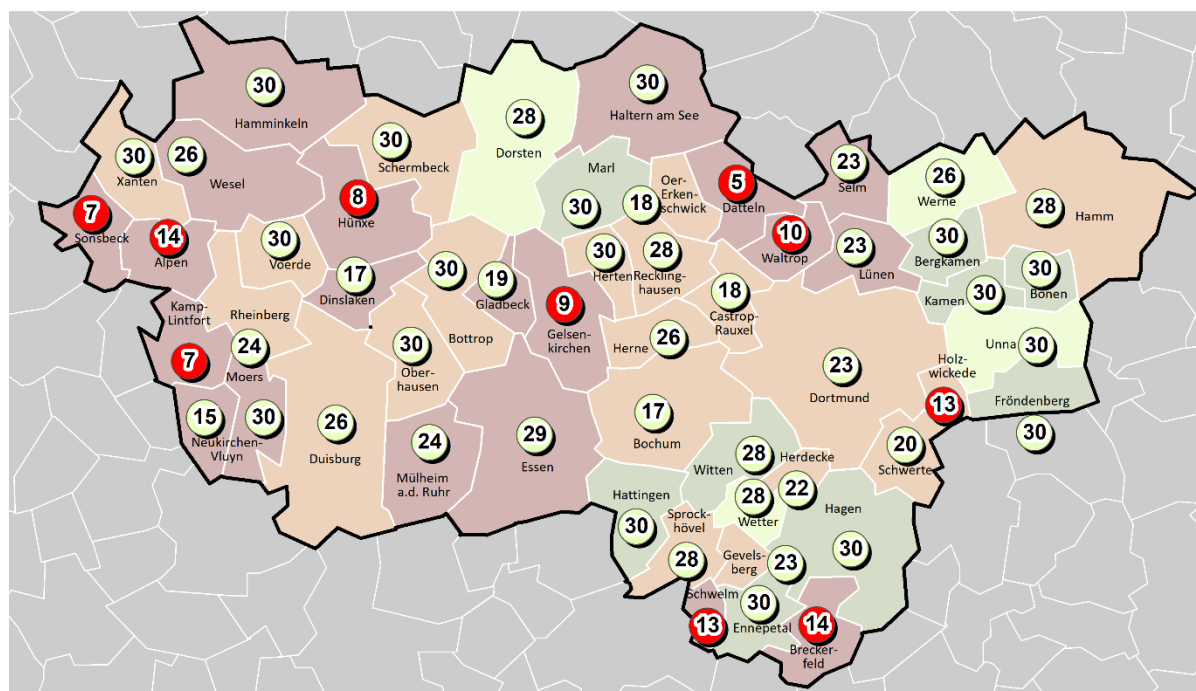 30
Hamminkeln
30
Haltern am See
28
Dorsten
30
Schermbeck
30
Xanten
26
Wesel
Marl
30
18
Oer-
Erken-
schwick
5
Datteln
23
Selm
26
Werne
28
Hamm
8
Hünxe
7
Sonsbeck
14
Alpen
30
Voerde
10
Waltrop
23
Lünen
30
Bergkamen
30
Bönen
30
Kamen
17
Dinslaken
30
Bottrop
19
Gladbeck
30
Herten
28
Reckling-
hausen
18
Castrop-
Rauxel
9
Gelsen-
kirchen
Kamp-
Lintfort
7
Rheinberg
24
Moers
30
30
Ober-
hausen
26
Herne
23
Dortmund
Holz-
wickede
13
Unna
30
Fröndenberg
30
15
Neukirchen-
Vluyn
26
Duisburg
24
Mülheim
a.d. Ruhr
29
Essen
17
Bochum
20
Schwerte
Witten
28
Herdecke
22
28
Wetter
Hattingen
30
Sprock-
hövel
28
Hagen
30
Gevels-
berg
23
Schwelm
13
30
Ennepetal
14
Brecker-
feld